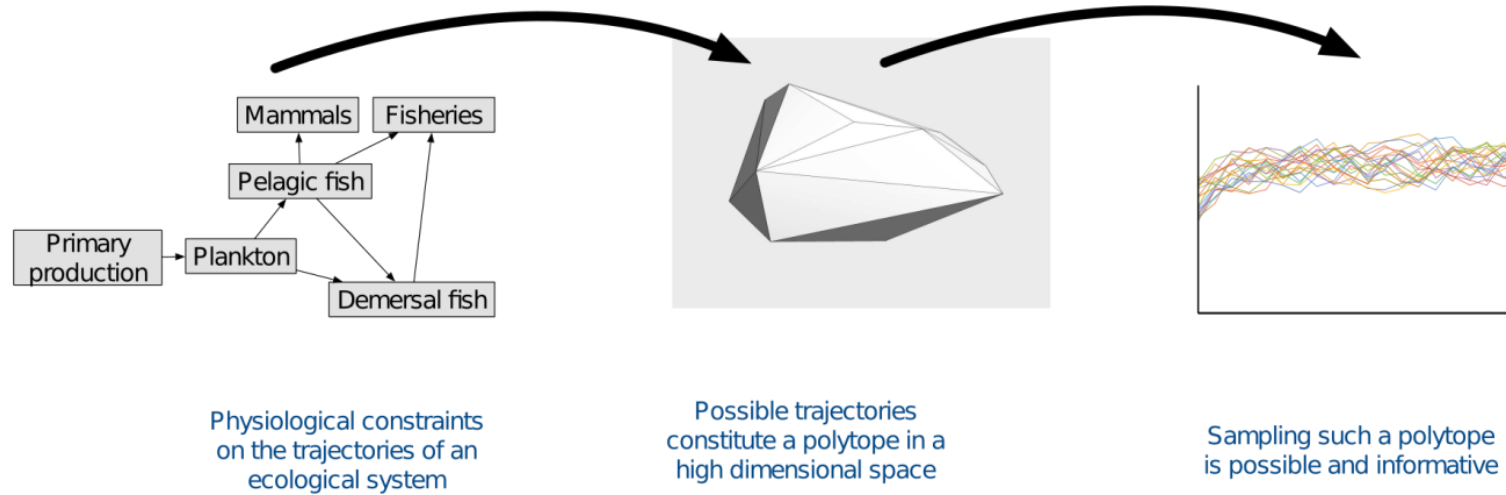 Mammals
Fisheries
Pelagic fish
Primary
production
Plankton
Demersal fish
Physiological constraints
on the trajectories of an
ecological system
Possible trajectories
constitute a polytope in a
high dimensional space
Sampling such a polytope
is possible and informative